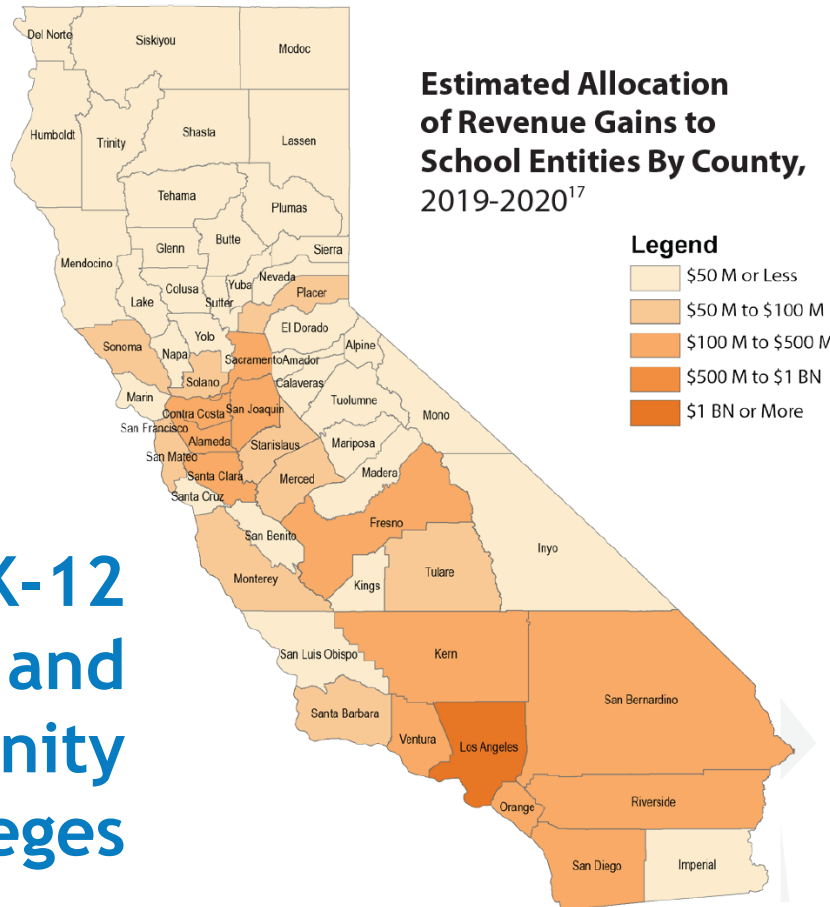 Estimated Allocation
of Revenue Gains to
School Entities By County,
2019-2020¹⁷
Legend
$50 M or Less
$50 M to $100 M
$100 M to $500 M
$500 M to $1 BN
$1 BN or More
Del Norte
Siskiyou
Modoc
Humboldt
Trinity
Shasta
Lassen
Tehama
Plumas
Mendocino
Glenn
Butte
Sierra
Lake
Colusa
Sutter
Yuba
Nevada
Placer
Sonoma
Napa
Yolo
El Dorado
Alpine
Sacramento
Amador
Solano
Calaveras
Marin
Contra Costa
San Joaquin
Tuolumne
Mono
San Francisco
Alameda
Stanislaus
Mariposa
San Mateo
Santa Clara
Merced
Madera
Santa Cruz
Fresno
San Benito
Inyo
Monterey
Kings
Tulare
San Luis Obispo
Kern
San Bernardino
Santa Barbara
Ventura
Los Angeles
Orange
Riverside
San Diego
Imperial
K-12
and
nity
eges